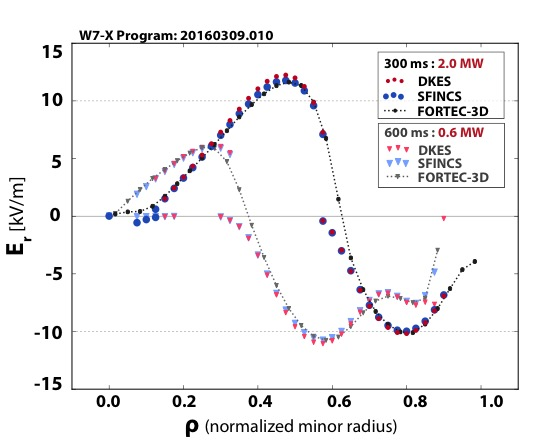 W7-X Program: 20160309.010
300 ms : 2.0 MW
DKES
SFINCS
FORTEC-3D
600 ms : 0.6 MW
DKES
SFINCS
FORTEC-3D
15
10
5
0
-5
-10
-15
Er [kV/m]
0.0 0.2 0.4 0.6 0.8 1.0
ρ (normalized minor radius)